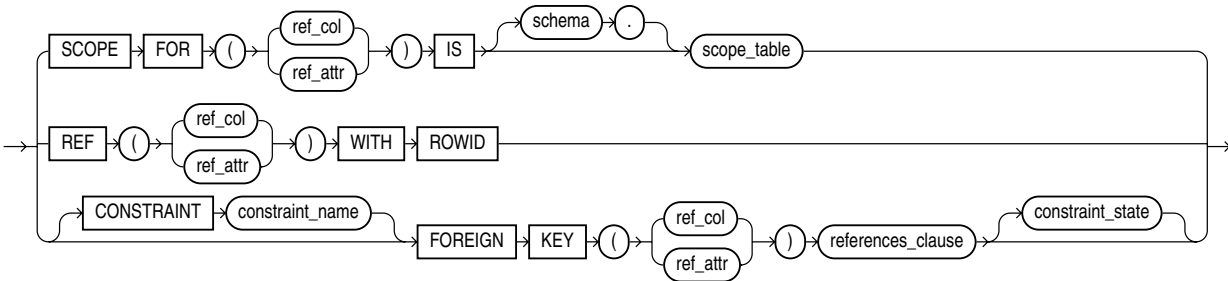 schema .
ref_col
SCOPE FOR ( ) IS scope_table
ref_attr
ref_col
REF ( ) WITH ROWID
ref_attr
CONSTRAINT constraint_name ref_col constraint_state
FOREIGN KEY ( ) references_clause
ref_attr